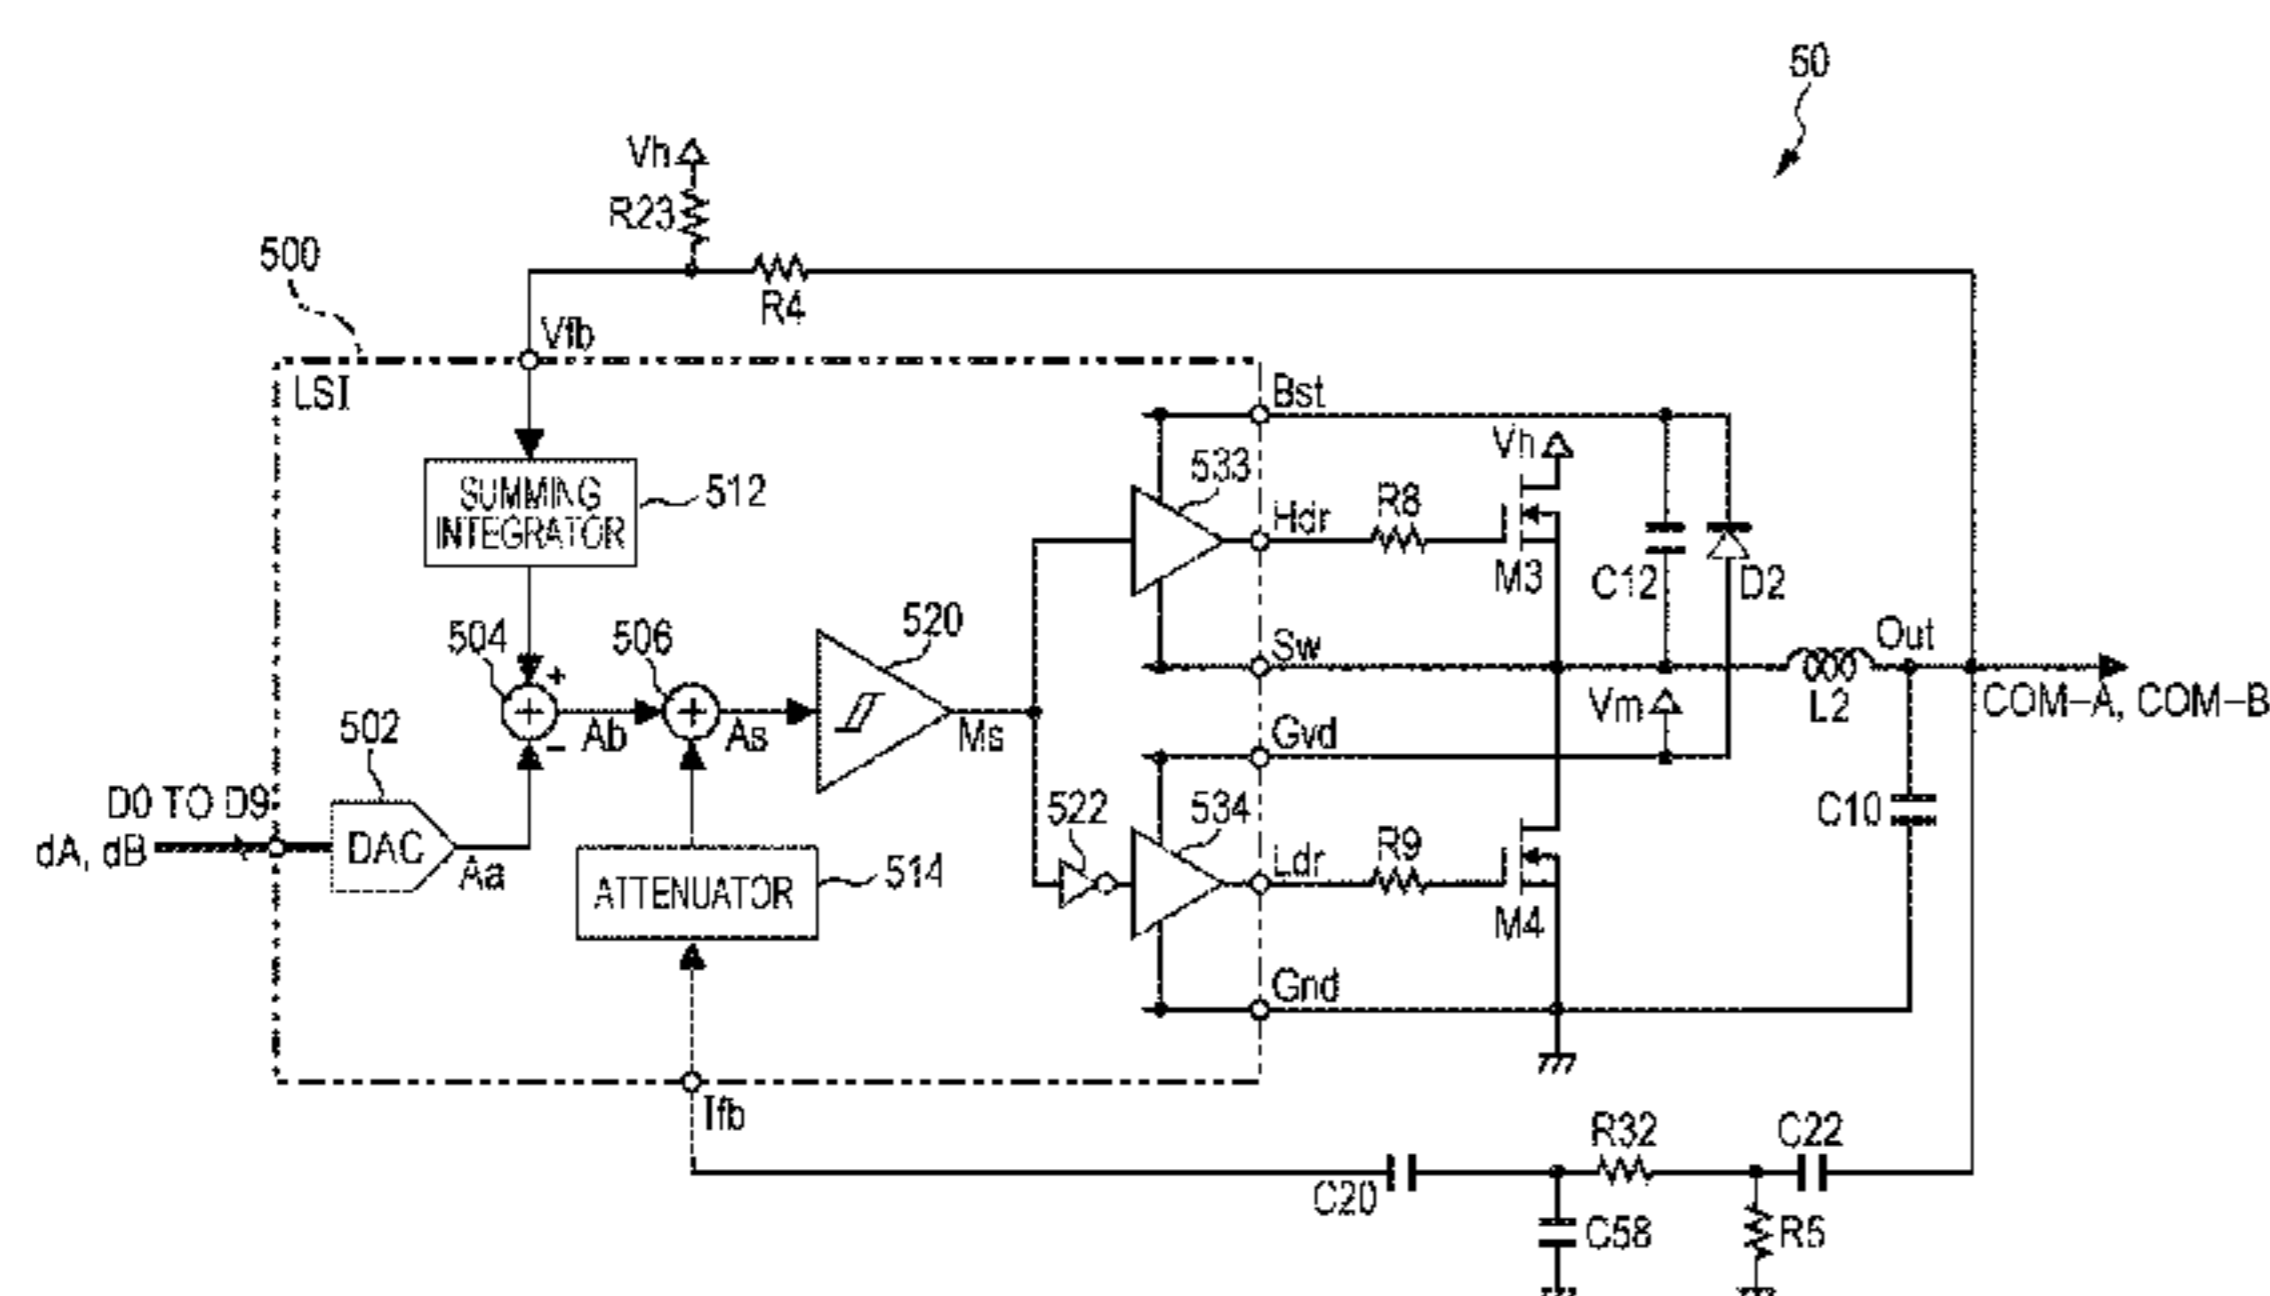 50
Vh
R23
500
R4
Vfb
LSI
Bst
Vh
533
SUMMING
INTEGRATOR
512
Hdr
R8
M3
C12
D2
504
506
520
Sw
Out
+
+
+
−
Ab
As
Ms
Vm
L2
COM−A, COM−B
Gvd
502
D0 TO D9
dA, dB
DAC
Aa
522
534
C10
ATTENUATOR
514
Ldr
R9
M4
Gnd
Ifb
R32
C22
C20
C58
R5